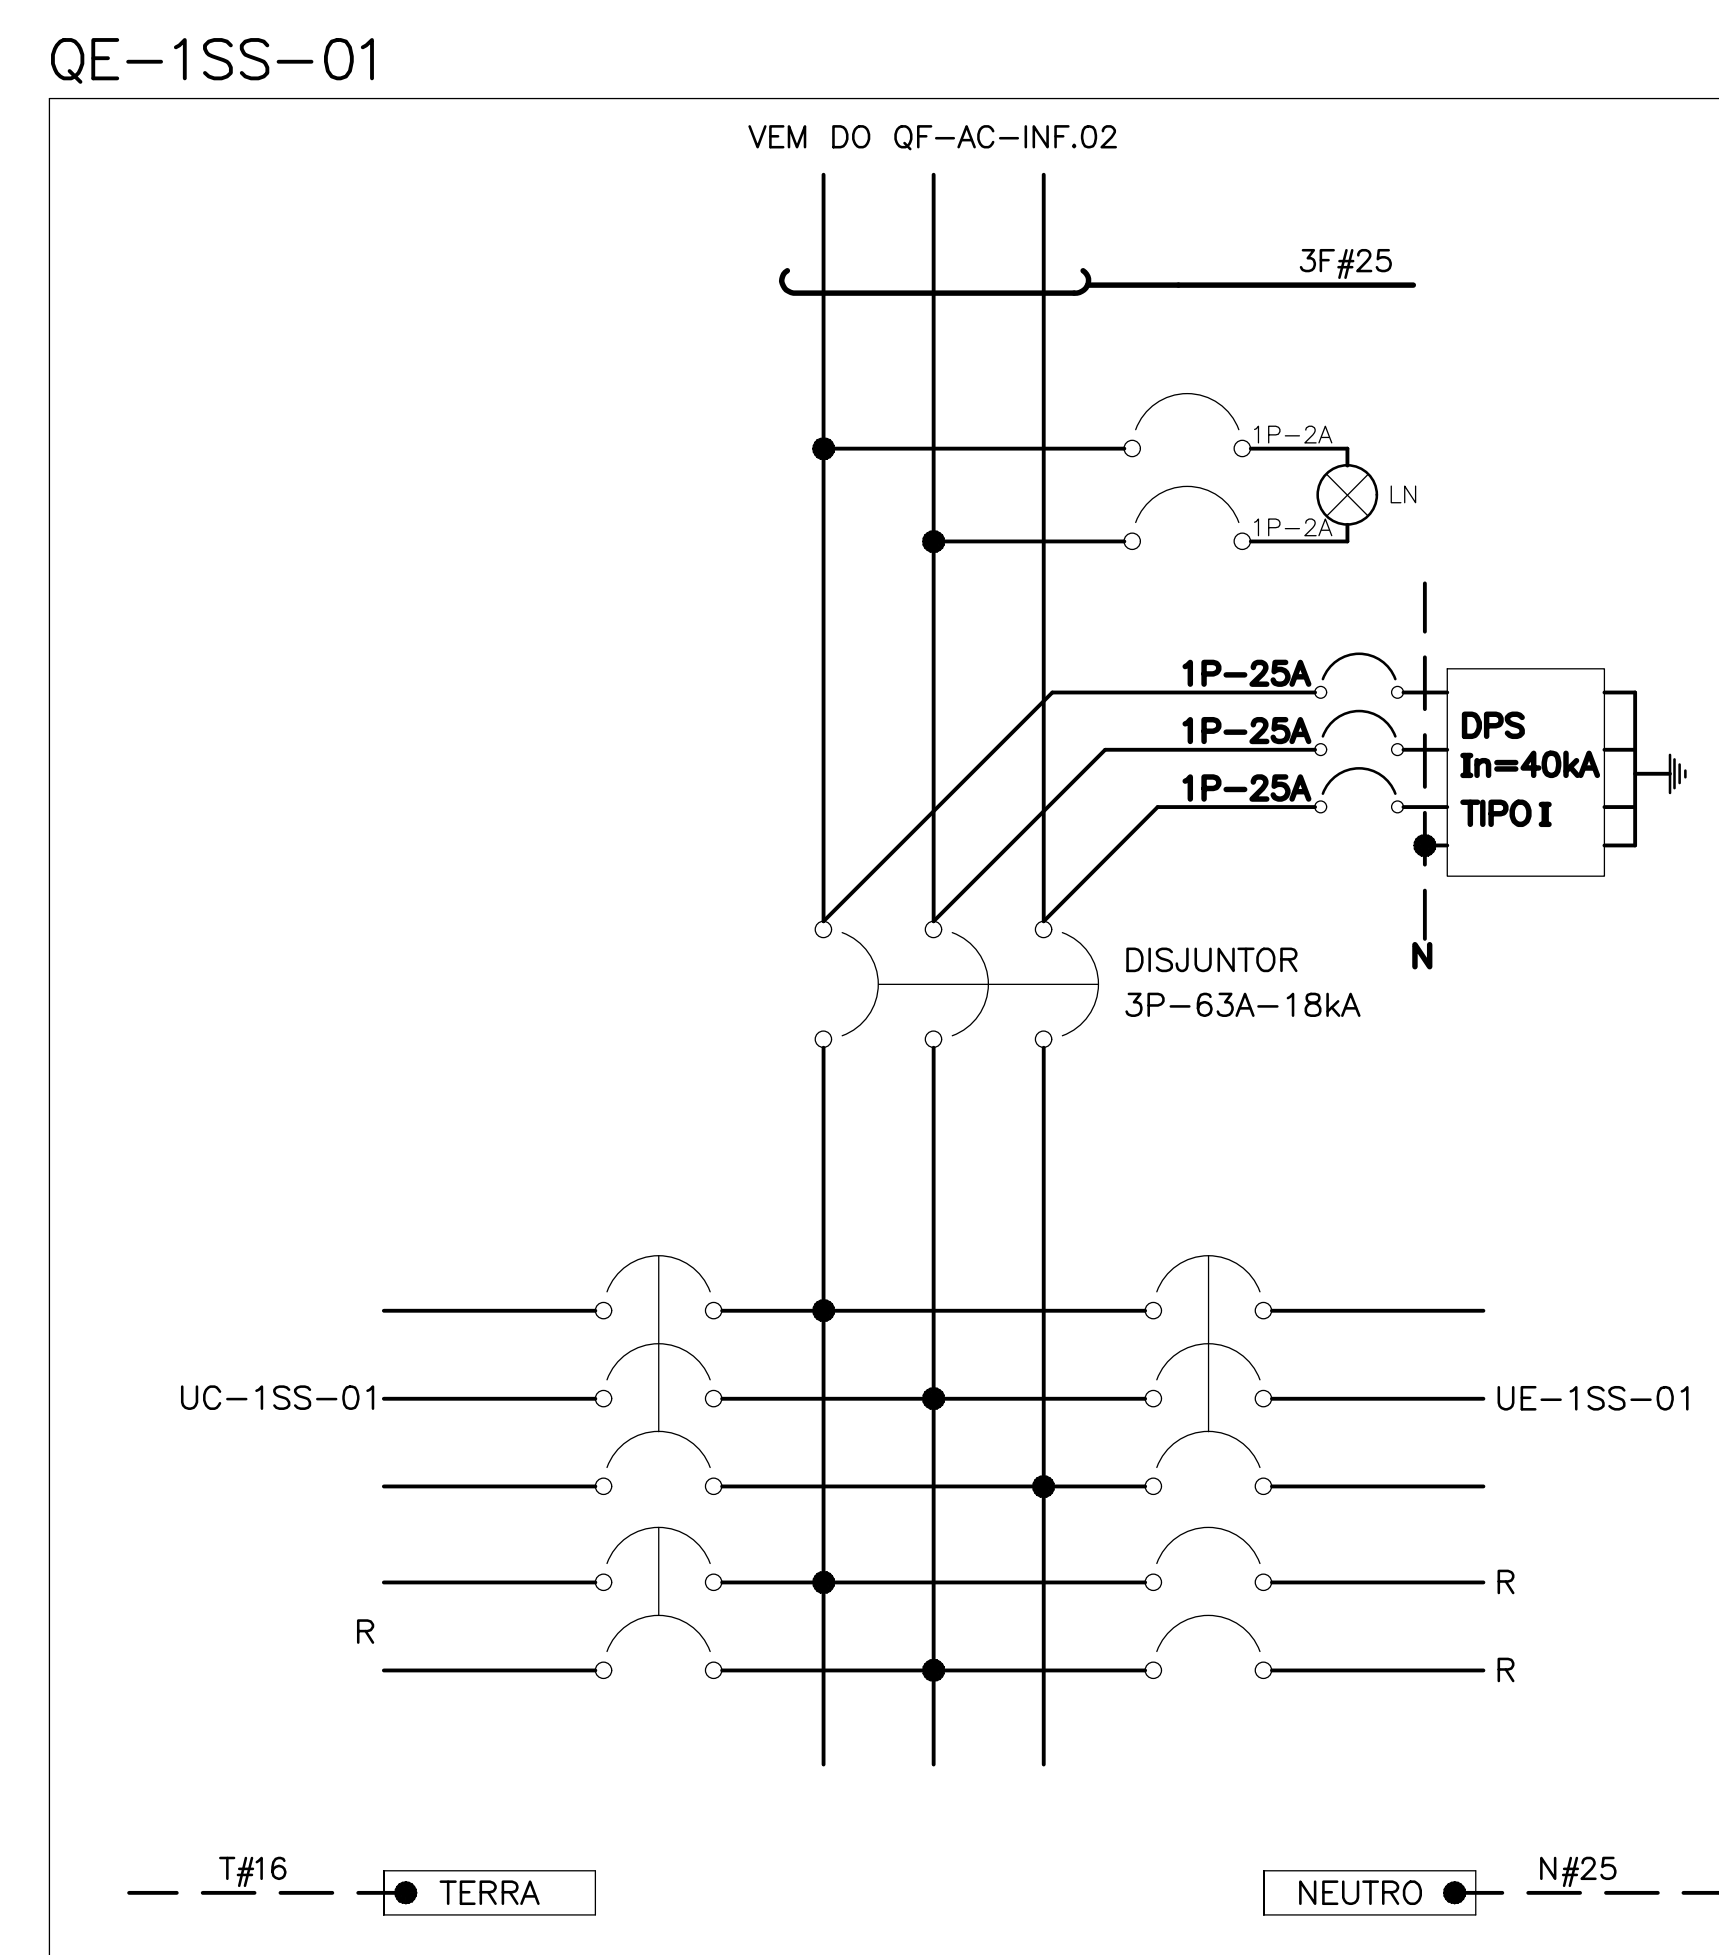 QE-1SS-01
VEM DO QF-AC-INF.02
3F#25
1P-2A
LN
1P-2A
1P-25A
1P-25A
1P-25A
DPS
In=40kA
TIPO I
N
DISJUNTOR
3P-63A-18kA
UC-1SS-01
UE-1SS-01
R
R
R
T#16
TERRA
NEUTRO
N#25